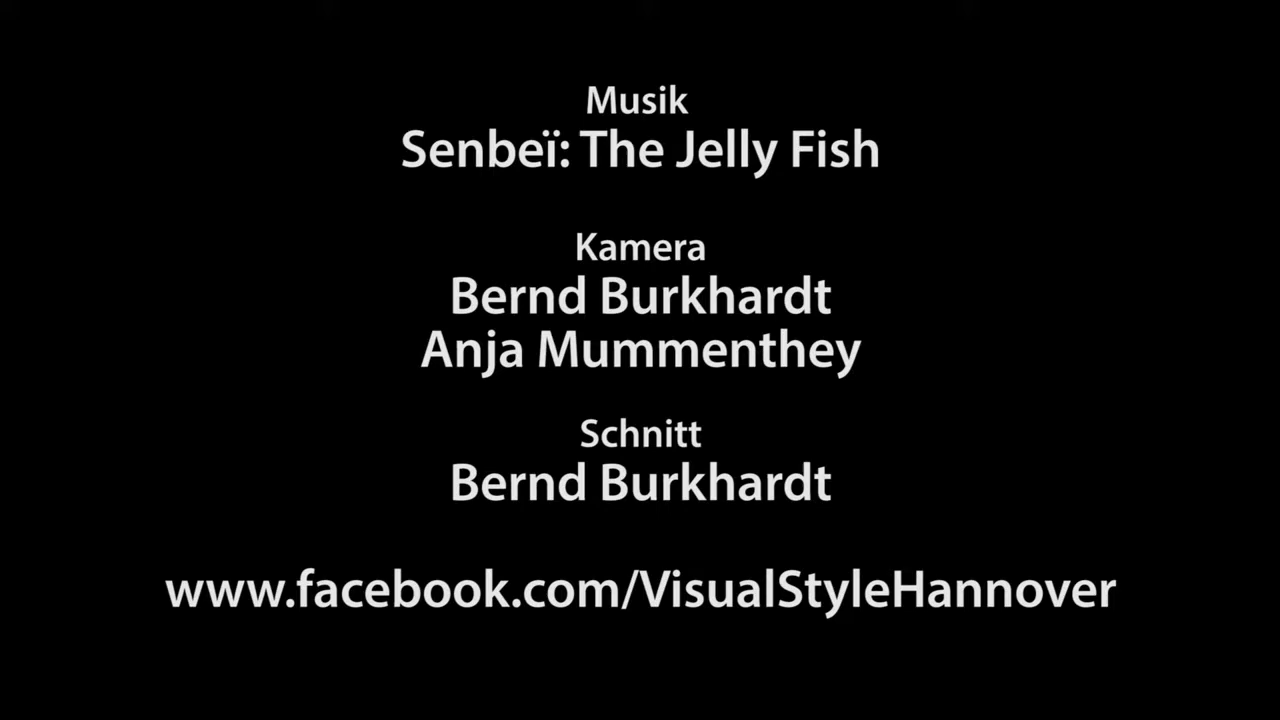 Musik
Senbeï: The Jelly Fish
Kamera
Bernd Burkhardt
Anja Mummenthey
Schnitt
Bernd Burkhardt
www.facebook.com/VisualStyleHannover